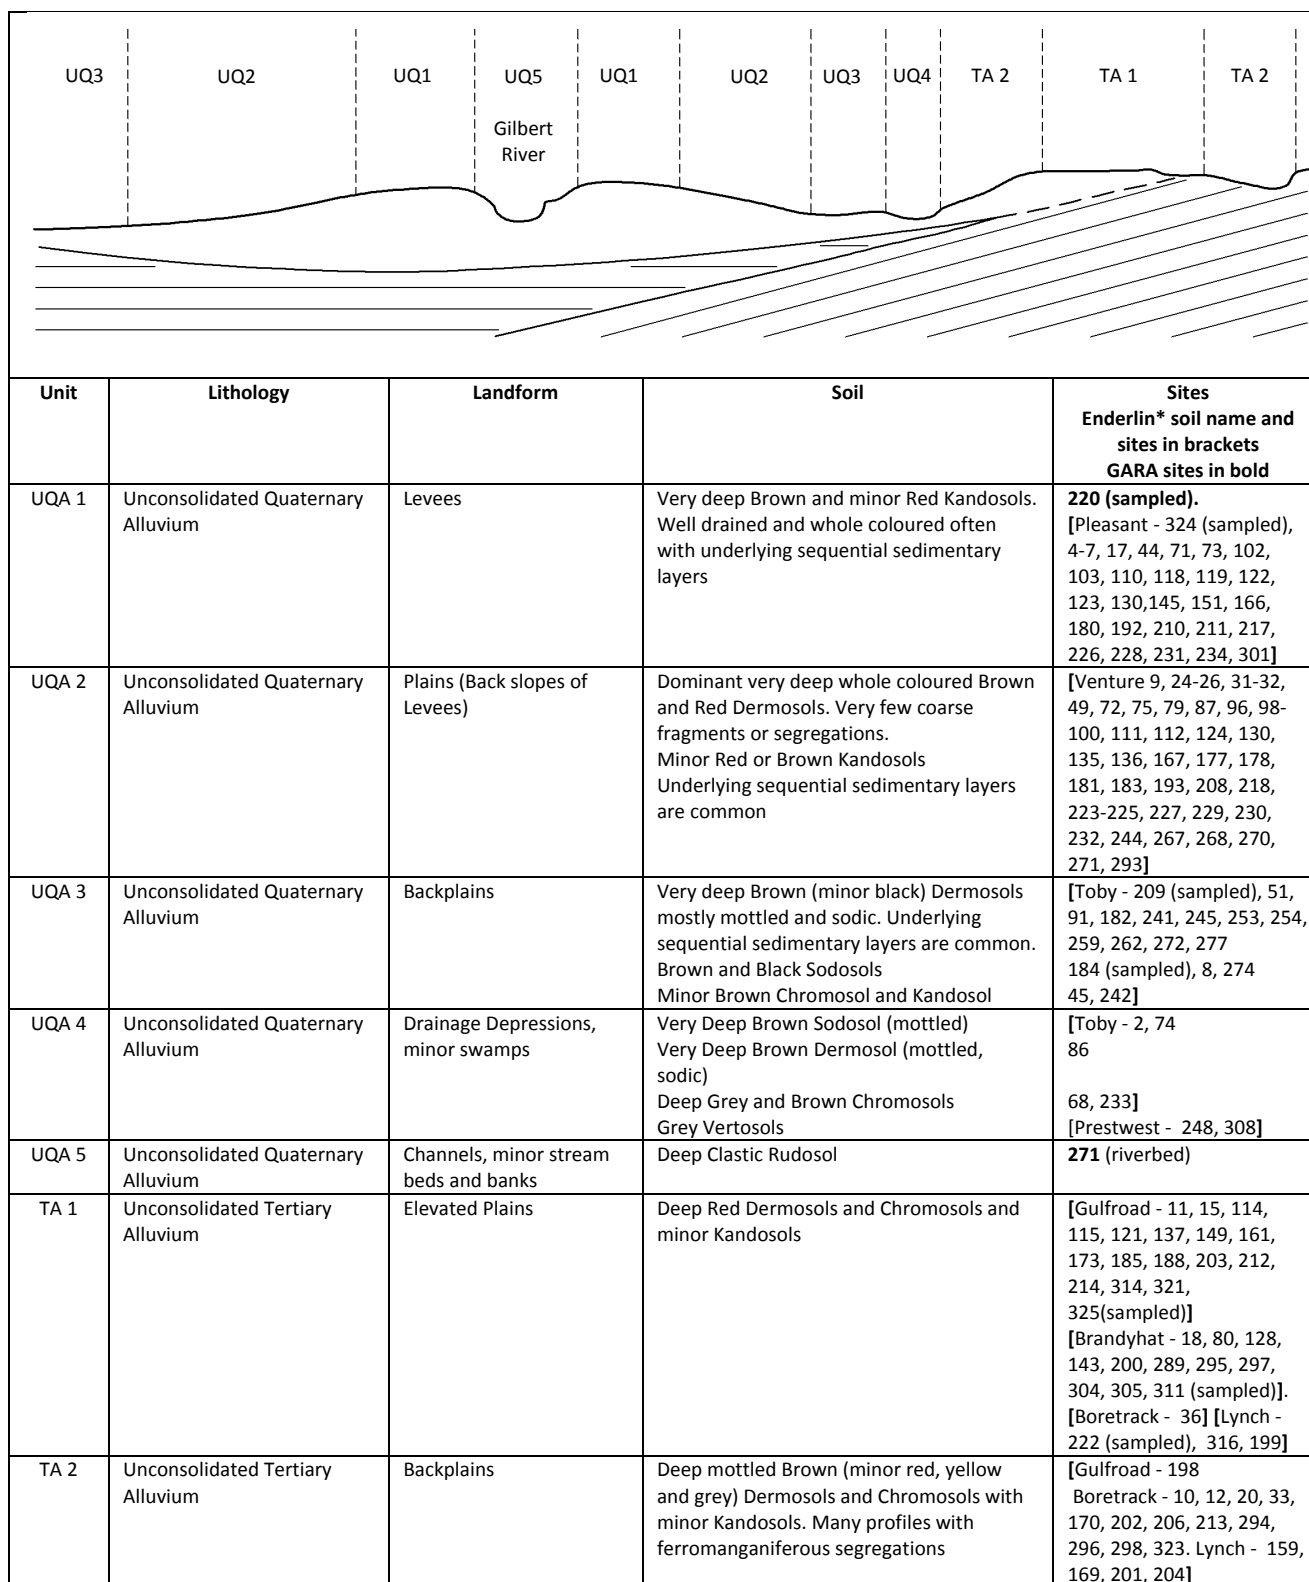 UQ3 UQ2 UQ1 UQ5 UQ1 UQ2 UQ3 UQ4 TA 2 TA 1 TA 2
Gilbert
River
Unit Lithology Landform Soil Sites
Enderlin* soil name and
sites in brackets
GARA sites in bold
UQA 1
Unconsolidated Quaternary
Alluvium
Levees
Very deep Brown and minor Red Kandosols.
Well drained and whole coloured often
with underlying sequential sedimentary
layers
220 (sampled).
[Pleasant - 324 (sampled),
4-7, 17, 44, 71, 73, 102,
103, 110, 118, 119, 122,
123, 130,145, 151, 166,
180, 192, 210, 211, 217,
226, 228, 231, 234, 301]
UQA 2
Unconsolidated Quaternary
Alluvium
Plains (Back slopes of
Levees)
Dominant very deep whole coloured Brown
and Red Dermosols. Very few coarse
fragments or segregations.
Minor Red or Brown Kandosols
Underlying sequential sedimentary layers
are common
[Venture 9, 24-26, 31-32,
49, 72, 75, 79, 87, 96, 98-
100, 111, 112, 124, 130,
135, 136, 167, 177, 178,
181, 183, 193, 208, 218,
223-225, 227, 229, 230,
232, 244, 267, 268, 270,
271, 293]
UQA 3
Unconsolidated Quaternary
Alluvium
Backplains
Very deep Brown (minor black) Dermosols
mostly mottled and sodic. Underlying
sequential sedimentary layers are common.
Brown and Black Sodosols
Minor Brown Chromosol and Kandosol
[Toby - 209 (sampled), 51,
91, 182, 241, 245, 253, 254,
259, 262, 272, 277
184 (sampled), 8, 274
45, 242]
UQA 4
Unconsolidated Quaternary
Alluvium
Drainage Depressions,
minor swamps
Very Deep Brown Sodosol (mottled)
Very Deep Brown Dermosol (mottled,
sodic)
Deep Grey and Brown Chromosols
Grey Vertosols
[Toby - 2, 74
86
68, 233]
[Prestwest - 248, 308]
UQA 5
Unconsolidated Quaternary
Alluvium
Channels, minor stream
beds and banks
Deep Clastic Rudosol
271 (riverbed)
TA 1
Unconsolidated Tertiary
Alluvium
Elevated Plains
Deep Red Dermosols and Chromosols and
minor Kandosols
[Gulfroad - 11, 15, 114,
115, 121, 137, 149, 161,
173, 185, 188, 203, 212,
214, 314, 321,
325(sampled)]
[Brandyhat - 18, 80, 128,
143, 200, 289, 295, 297,
304, 305, 311 (sampled)].
[Boretrack - 36] [Lynch -
222 (sampled), 316, 199]
TA 2
Unconsolidated Tertiary
Alluvium
Backplains
Deep mottled Brown (minor red, yellow
and grey) Dermosols and Chromosols with
minor Kandosols. Many profiles with
ferromanganiferous segregations
[Gulfroad - 198
Boretrack - 10, 12, 20, 33,
170, 202, 206, 213, 294,
296, 298, 323. Lynch - 159,
169, 201, 204]